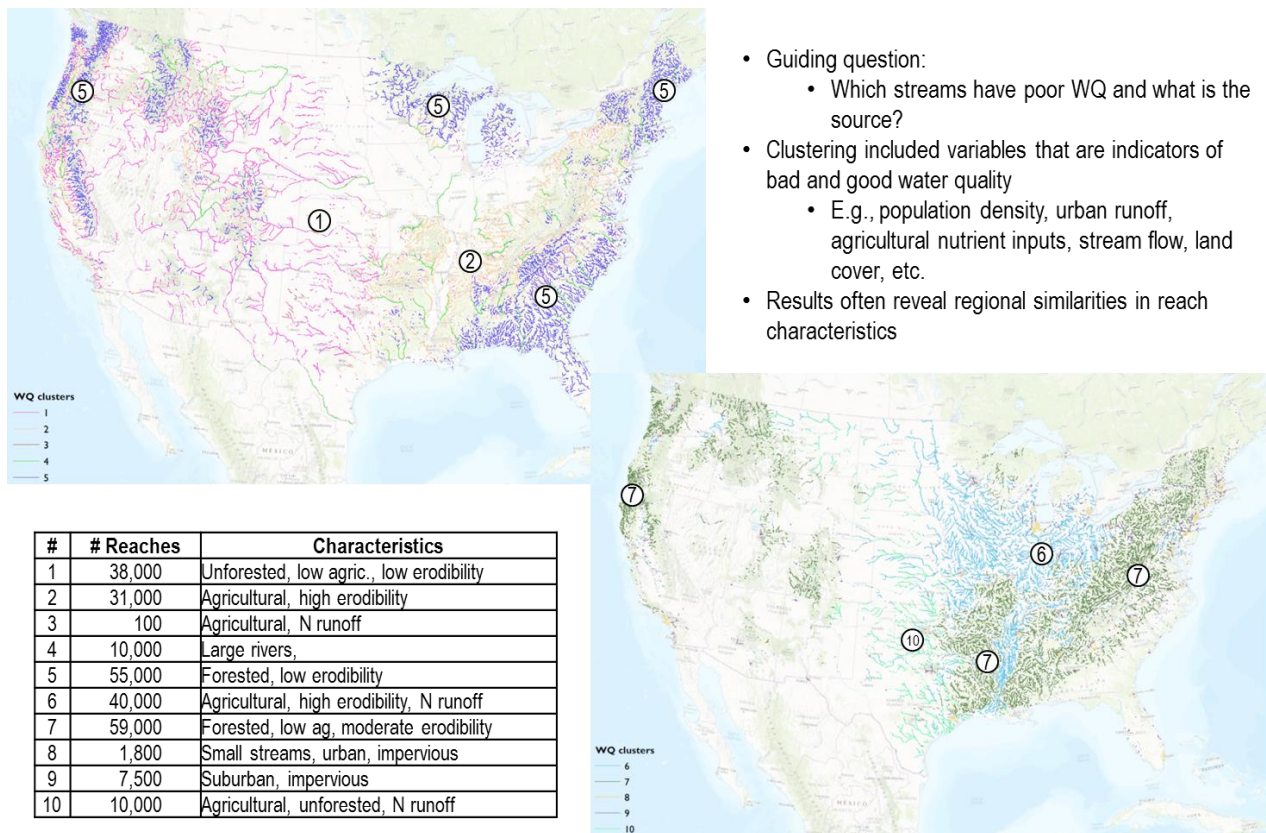 • Guiding question:
• Which streams have poor WQ and what is the
source?
• Clustering included variables that are indicators of
bad and good water quality
• E.g., population density, urban runoff,
agricultural nutrient inputs, stream flow, land
cover, etc.
• Results often reveal regional similarities in reach
characteristics
5
5
5
1
2
5
WQ clusters
1
2
3
4
5
MÉXICO
7
6
7
10
7
WQ clusters
6
7
8
9
10
MÉXICO
# # Reaches Characteristics
1 38,000 Unforested, low agric., low erodibility
2 31,000 Agricultural, high erodibility
3 100 Agricultural, N runoff
4 10,000 Large rivers,
5 55,000 Forested, low erodibility
6 40,000 Agricultural, high erodibility, N runoff
7 59,000 Forested, low ag, moderate erodibility
8 1,800 Small streams, urban, impervious
9 7,500 Suburban, impervious
10 10,000 Agricultural, unforested, N runoff